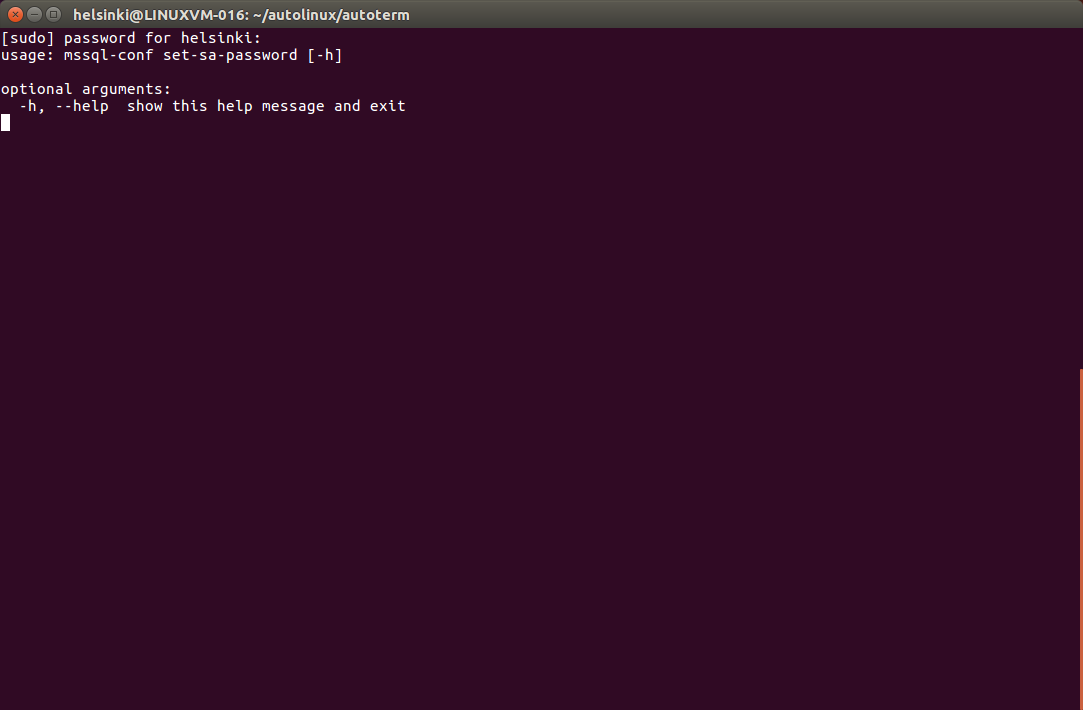 helsinki@LINUXVM-016: ~/autolinux/autoterm
[sudo] password for helsinki:
usage: mssql-conf set-sa-password [-h]
optional arguments:
  -h, --help  show this help message and exit